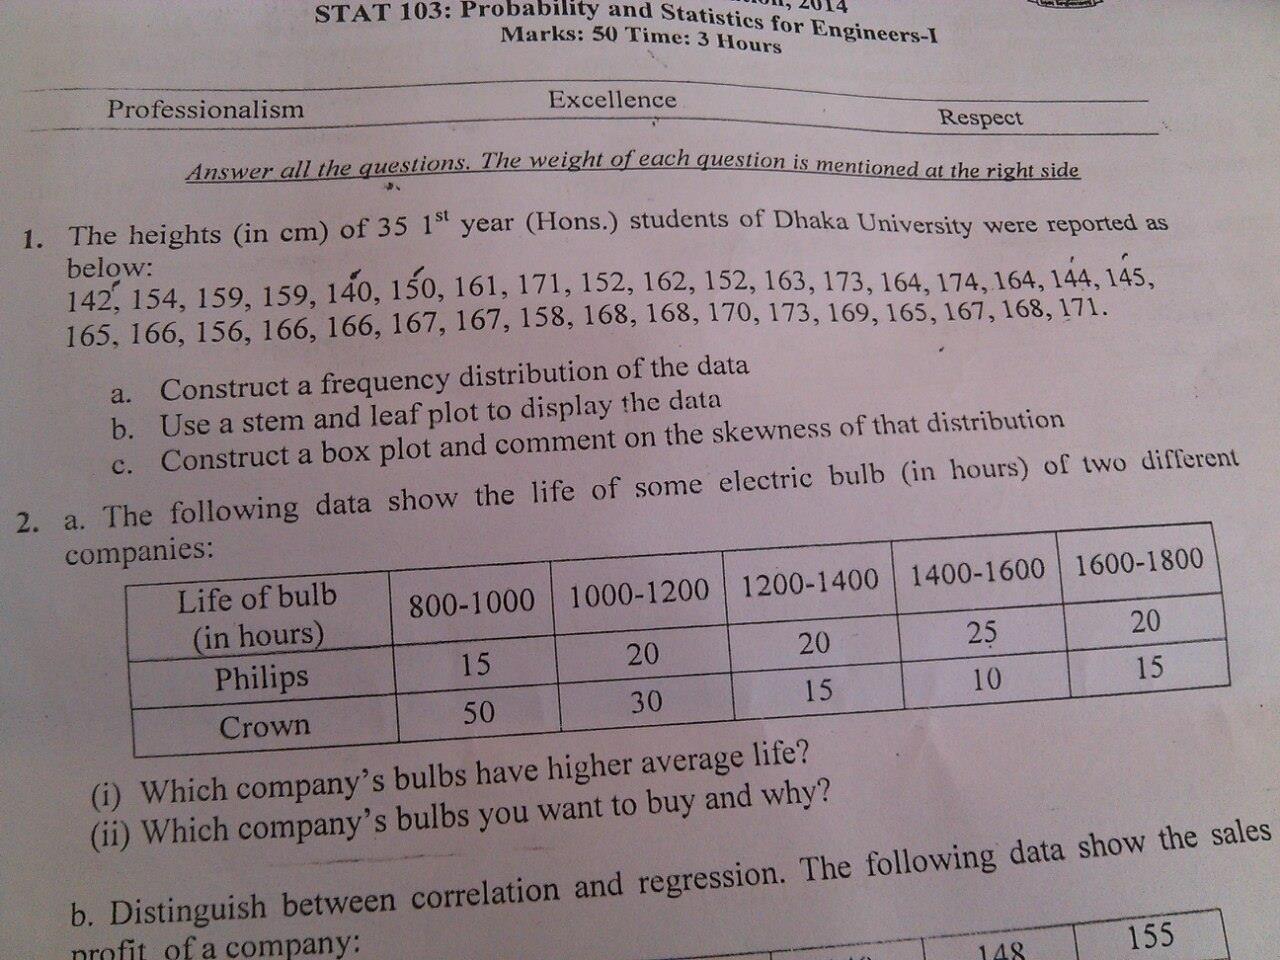 2014
STAT 103: Probability and Statistics for Engineers-I
Marks: 50 Time: 3 Hours
Professionalism Excellence Respect
Answer all the questions. The weight of each question is mentioned at the right side
1. The heights (in cm) of 35 1st year (Hons.) students of Dhaka University were reported as
below:
142, 154, 159, 159, 140, 150, 161, 171, 152, 162, 152, 163, 173, 164, 174, 164, 144, 145,
165, 166, 156, 166, 166, 167, 167, 158, 168, 168, 170, 173, 169, 165, 167, 168, 171.
a. Construct a frequency distribution of the data
b. Use a stem and leaf plot to display the data
c. Construct a box plot and comment on the skewness of that distribution
2. a. The following data show the life of some electric bulb (in hours) of two different
companies:
Life of bulb
(in hours) 800-1000 1000-1200 1200-1400 1400-1600 1600-1800
Philips 15 20 20 25 20
Crown 50 30 15 10 15
(i) Which company's bulbs have higher average life?
(ii) Which company's bulbs you want to buy and why?
b. Distinguish between correlation and regression. The following data show the sales
profit of a company:
148 155